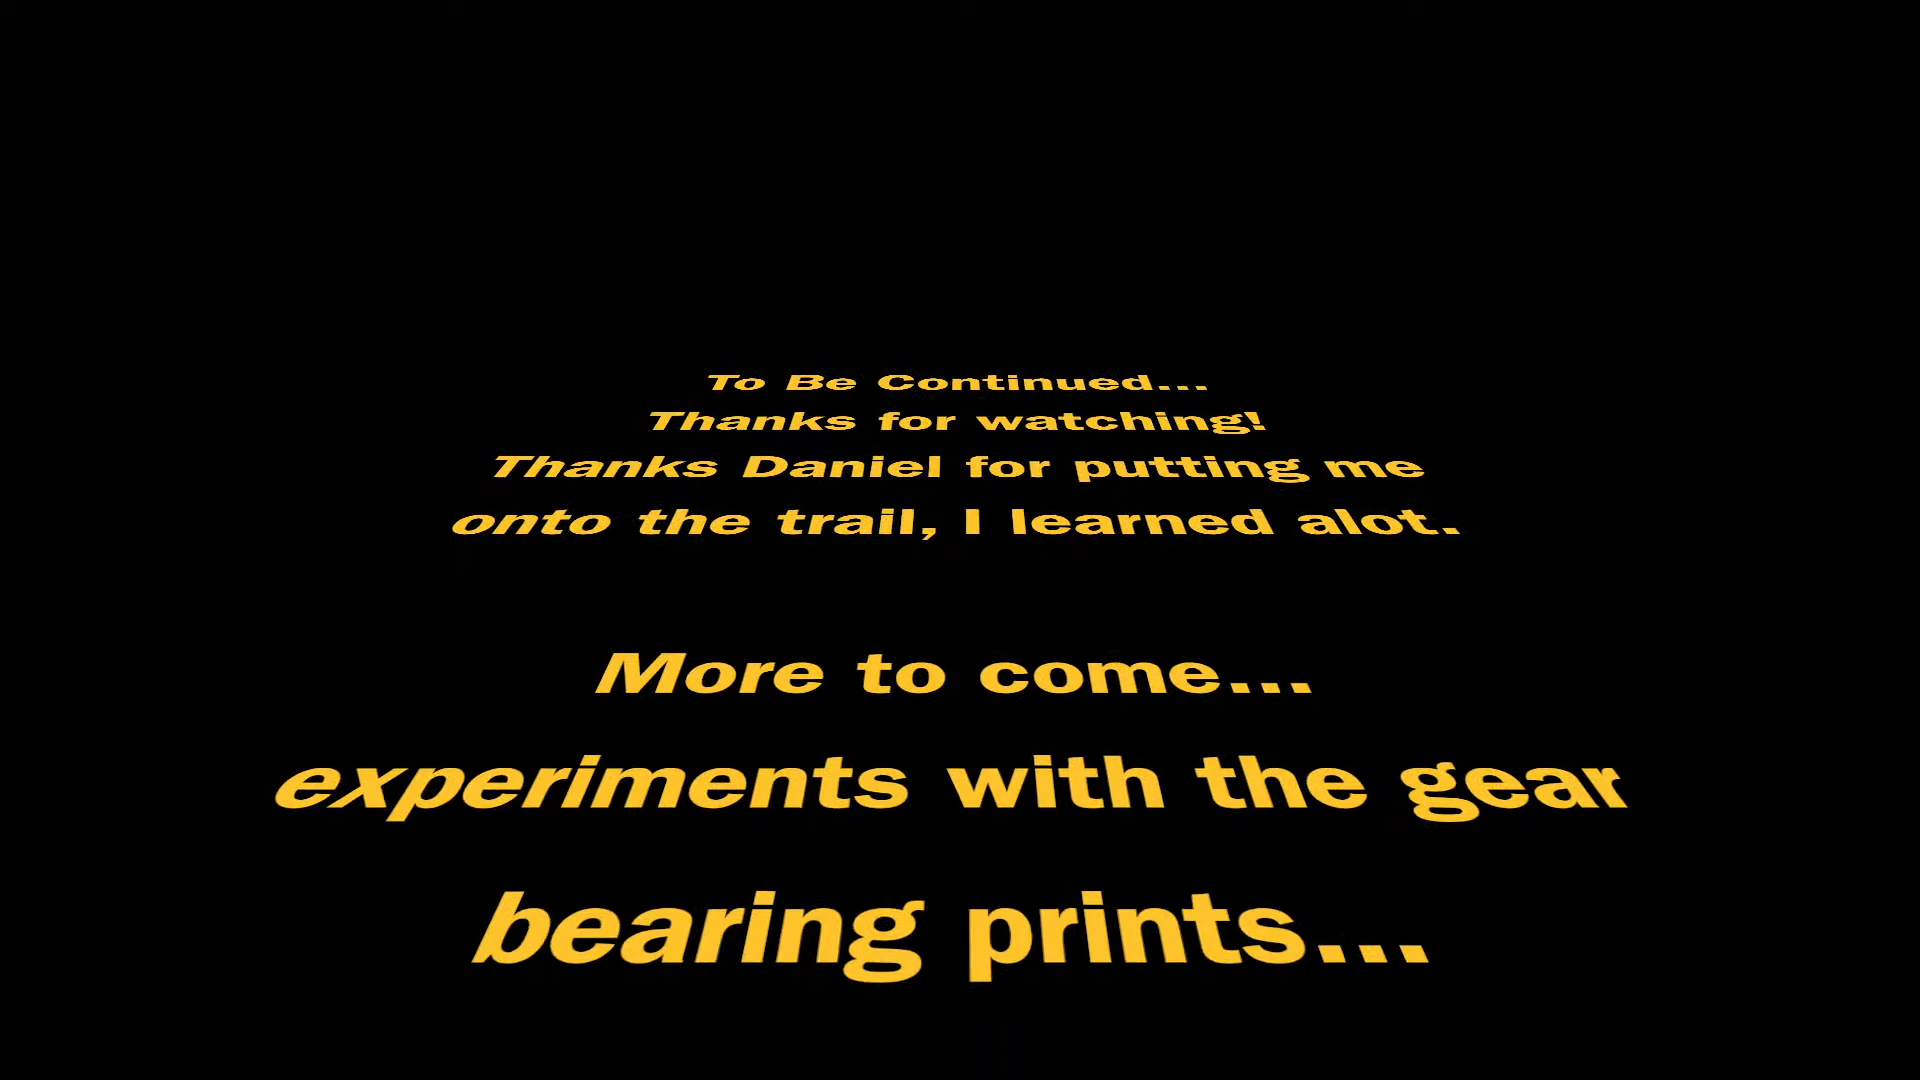 To Be Continued...
Thanks for watching!
Thanks Daniel for putting me
onto the trail, I learned alot.
More to come...
experiments with the gear
bearing prints...